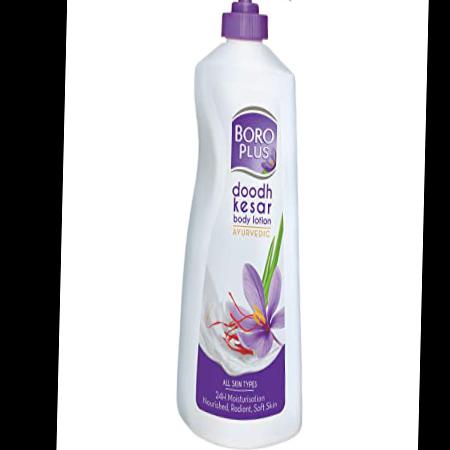 BORO
PLUS
doodh
kesar
body lotion
AYURVEDIC
ALL SKIN TYPES
24H Moisturisation
Nourished, Radiant, Soft Skin